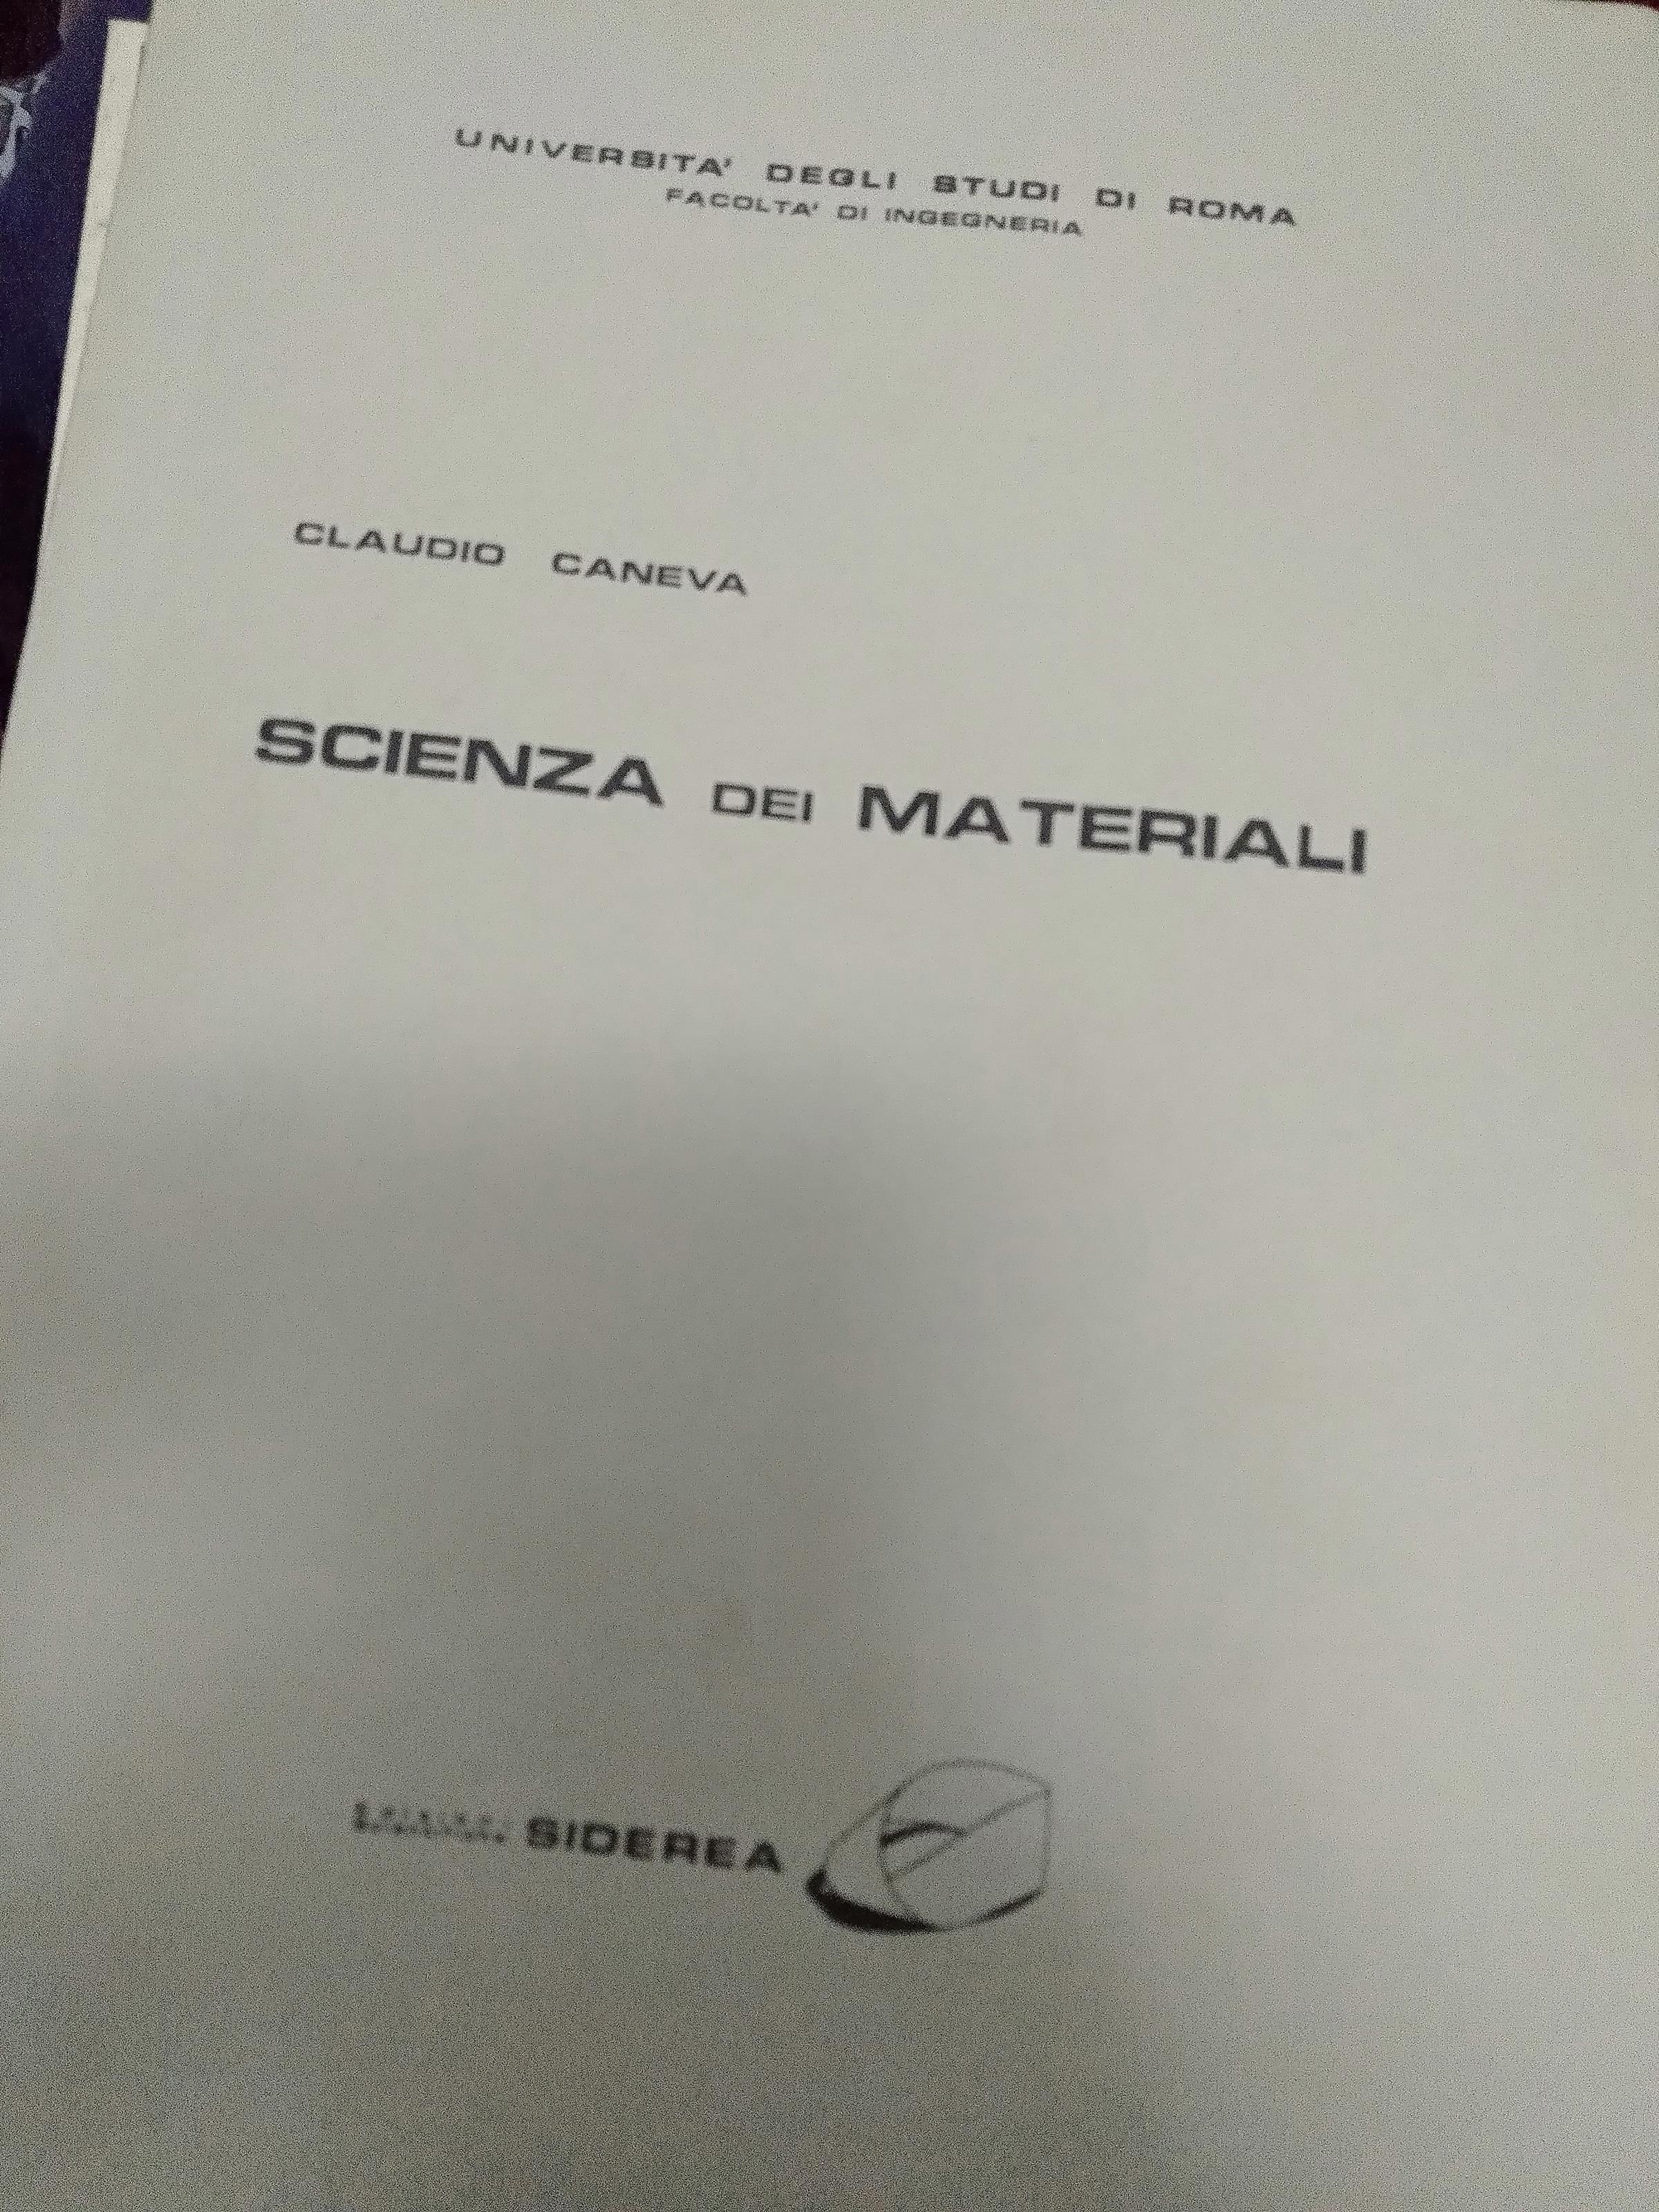 UNIVERSITA' DEGLI STUDI DI ROMA
FACOLTA' DI INGEGNERIA
CLAUDIO CANEVA
SCIENZA DEI MATERIALI
SIDEREA